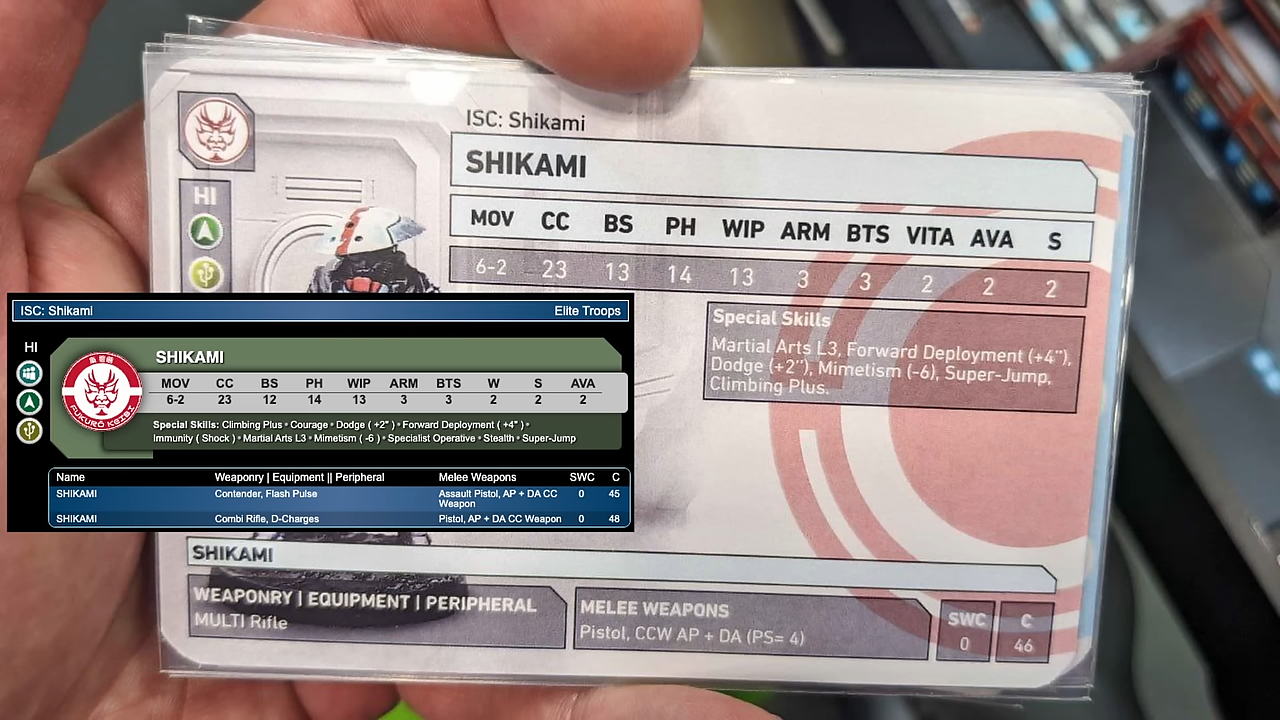 ISC: Shikami
SHIKAMI
HI
MOV CC BS PH WIP ARM BTS VITA AVA S
6-2 23 13 14 13 3 3 2 2 2
Special Skills
Martial Arts L3, Forward Deployment (+4"),
Dodge (+2"), Mimetism (-6), Super-Jump,
Climbing Plus.
ISC: Shikami Elite Troops
HI
SHIKAMI
MOV CC BS PH WIP ARM BTS W S AVA
6-2 23 12 14 13 3 3 2 2 2
Special Skills: Climbing Plus • Courage • Dodge ( +2" ) • Forward Deployment ( +4" ) •
Immunity ( Shock ) • Martial Arts L3 • Mimetism ( -6 ) • Specialist Operative • Stealth • Super-Jump
Name Weaponry | Equipment || Peripheral Melee Weapons SWC C
SHIKAMI Contender, Flash Pulse Assault Pistol, AP + DA CC 0 45
Weapon
SHIKAMI Combi Rifle, D-Charges Pistol, AP + DA CC Weapon 0 48
SHIKAMI
WEAPONRY | EQUIPMENT | PERIPHERAL MELEE WEAPONS SWC C
MULTI Rifle Pistol, CCW AP + DA (PS= 4) 0 46